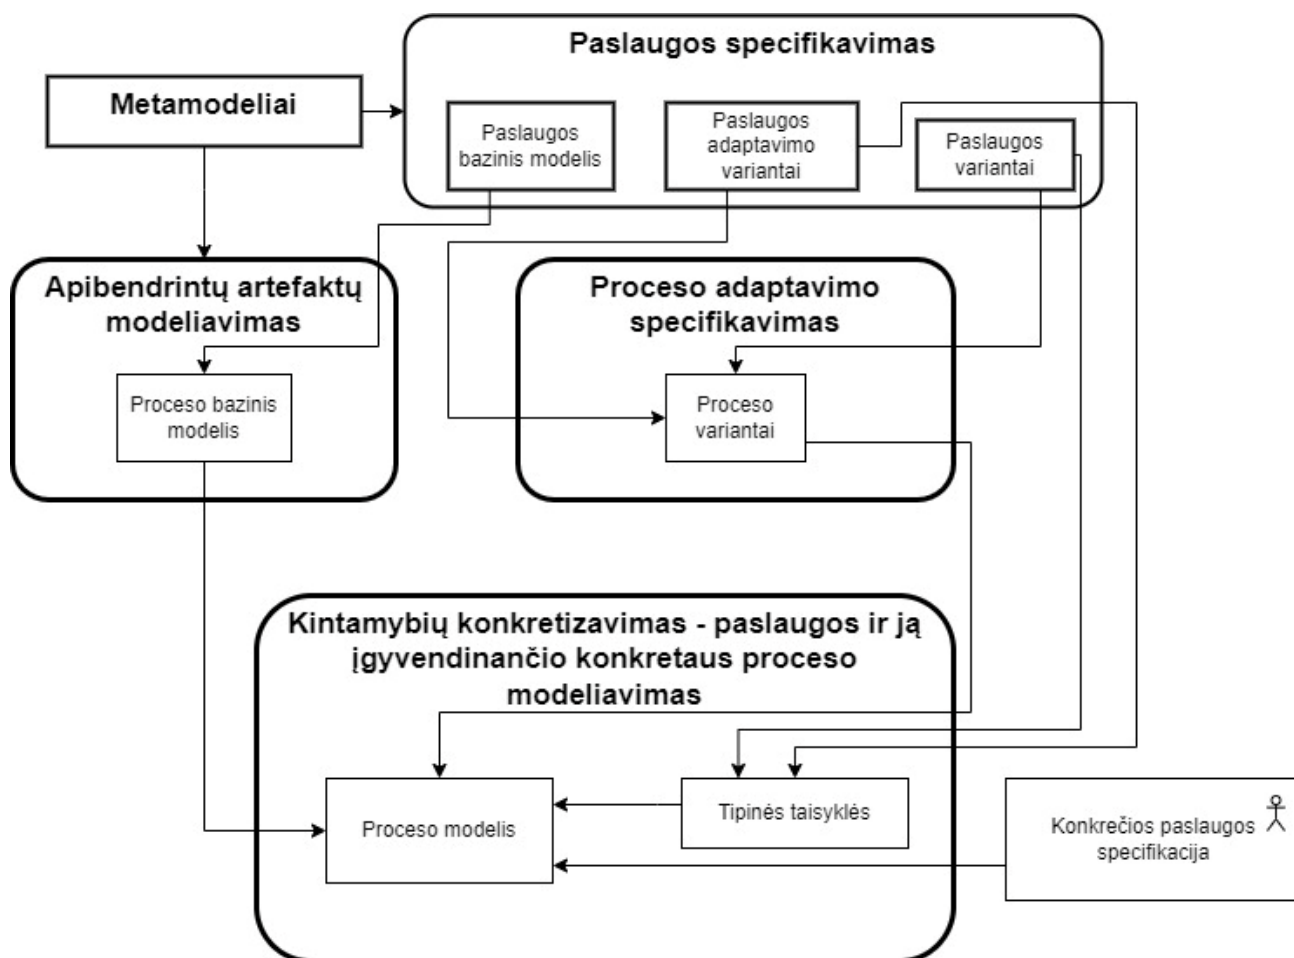 Paslaugos specifikavimas
Metamodeliai
Paslaugos
bazinis modelis
Paslaugos
adaptavimo
variantai
Paslaugos
variantai
Apibendrintų artefaktų
modeliavimas
Proceso bazinis
modelis
Proceso adaptavimo
specifikavimas
Proceso
variantai
Kintamybių konkretizavimas - paslaugos ir ją
įgyvendinančio konkretaus proceso
modeliavimas
Proceso modelis
Tipinės taisyklės
Konkrečios paslaugos
specifikacija